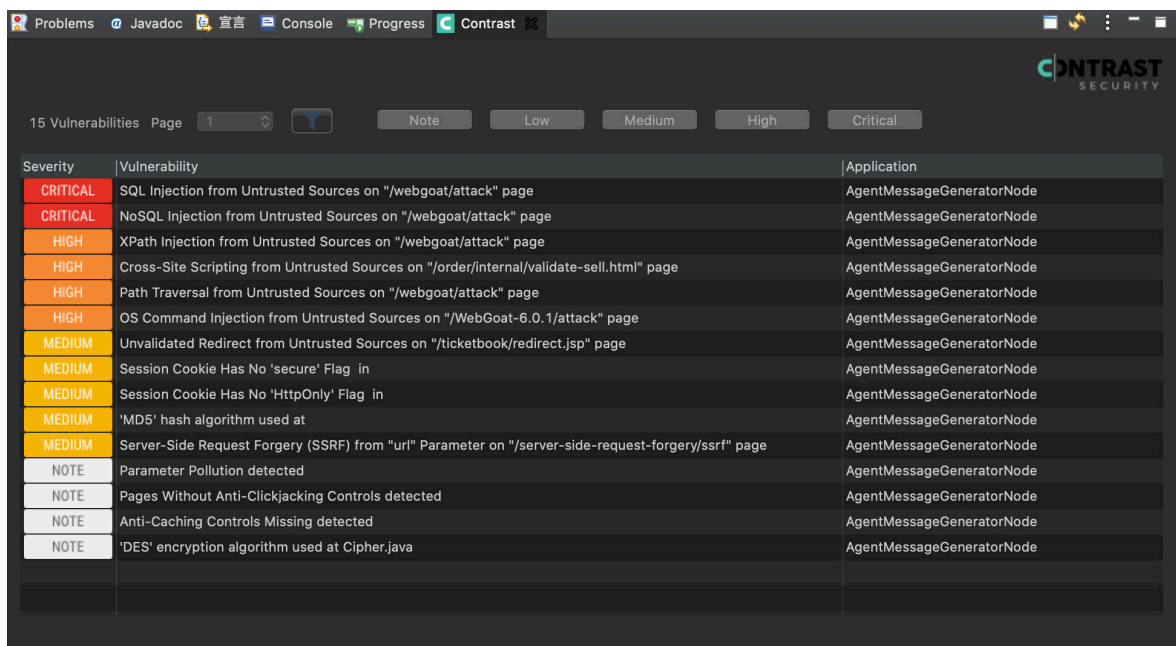 Problems @ Javadoc 宣言 Console Progress Contrast
CONTRAST
SECURITY
15 Vulnerabilities Page 1 Note Low Medium High Critical
Severity Vulnerability Application
CRITICAL SQL Injection from Untrusted Sources on "/webgoat/attack" page AgentMessageGeneratorNode
CRITICAL NoSQL Injection from Untrusted Sources on "/webgoat/attack" page AgentMessageGeneratorNode
HIGH XPath Injection from Untrusted Sources on "/webgoat/attack" page AgentMessageGeneratorNode
HIGH Cross-Site Scripting from Untrusted Sources on "/order/internal/validate-sell.html" page AgentMessageGeneratorNode
HIGH Path Traversal from Untrusted Sources on "/webgoat/attack" page AgentMessageGeneratorNode
HIGH OS Command Injection from Untrusted Sources on "/WebGoat-6.0.1/attack" page AgentMessageGeneratorNode
MEDIUM Unvalidated Redirect from Untrusted Sources on "/ticketbook/redirect.jsp" page AgentMessageGeneratorNode
MEDIUM Session Cookie Has No 'secure' Flag in AgentMessageGeneratorNode
MEDIUM Session Cookie Has No 'HttpOnly' Flag in AgentMessageGeneratorNode
MEDIUM 'MD5' hash algorithm used at AgentMessageGeneratorNode
MEDIUM Server-Side Request Forgery (SSRF) from "url" Parameter on "/server-side-request-forgery/ssrf" page AgentMessageGeneratorNode
NOTE Parameter Pollution detected AgentMessageGeneratorNode
NOTE Pages Without Anti-Clickjacking Controls detected AgentMessageGeneratorNode
NOTE Anti-Caching Controls Missing detected AgentMessageGeneratorNode
NOTE 'DES' encryption algorithm used at Cipher.java AgentMessageGeneratorNode